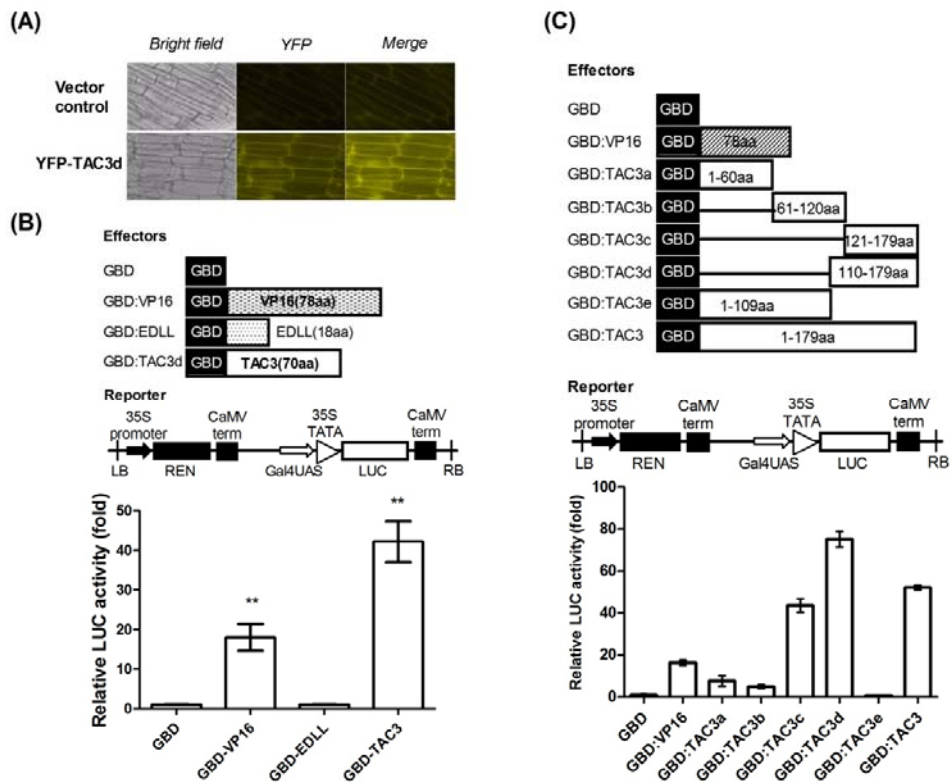 (A)
Bright field YFP Merge
Vector
control
YFP-TAC3d
(B)
Effectors
GBD GBD
GBD:VP16 GBD VP16(78aa)
GBD:EDLL GBD EDLL(18aa)
GBD:TAC3d GBD TAC3(70aa)
Reporter
35S
promoter CaMV
term 35S
TATA CaMV
term
LB REN Gal4UAS LUC RB
Relative LUC activity (fold)
50
40
30
20
10
0
**
**
GBD GBD-VP16 GBD-EDLL GBD-TAC3
(C)
Effectors
GBD GBD
GBD:VP16 GBD 78aa
GBD:TAC3a GBD 1-60aa
GBD:TAC3b GBD 61-120aa
GBD:TAC3c GBD 121-179aa
GBD:TAC3d GBD 110-179aa
GBD:TAC3e GBD 1-109aa
GBD:TAC3 GBD 1-179aa
Reporter
35S
promoter CaMV
term 35S
TATA CaMV
term
LB REN Gal4UAS LUC RB
Relative LUC activity (fold)
100
80
60
40
20
0
GBD GBD:VP16 GBD:TAC3a GBD:TAC3b GBD:TAC3c GBD:TAC3d GBD:TAC3e GBD:TAC3